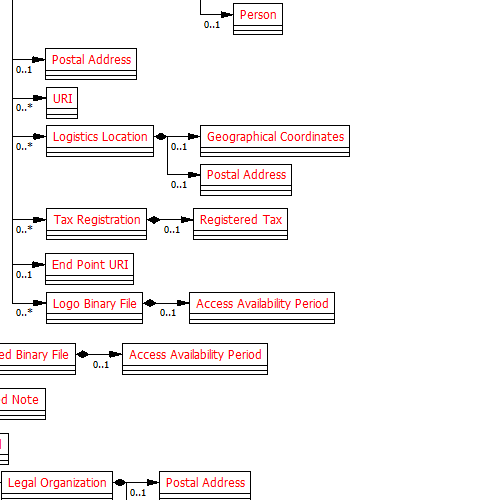 Person
0..1
Postal Address
0..1
URI
0..*
Logistics Location
Geographical Coordinates
0..*
0..1
Postal Address
0..1
Tax Registration
Registered Tax
0..*
0..1
End Point URI
0..1
Logo Binary File
Access Availability Period
0..*
0..1
ed Binary File
Access Availability Period
0..1
d Note
Legal Organization
Postal Address
0..1